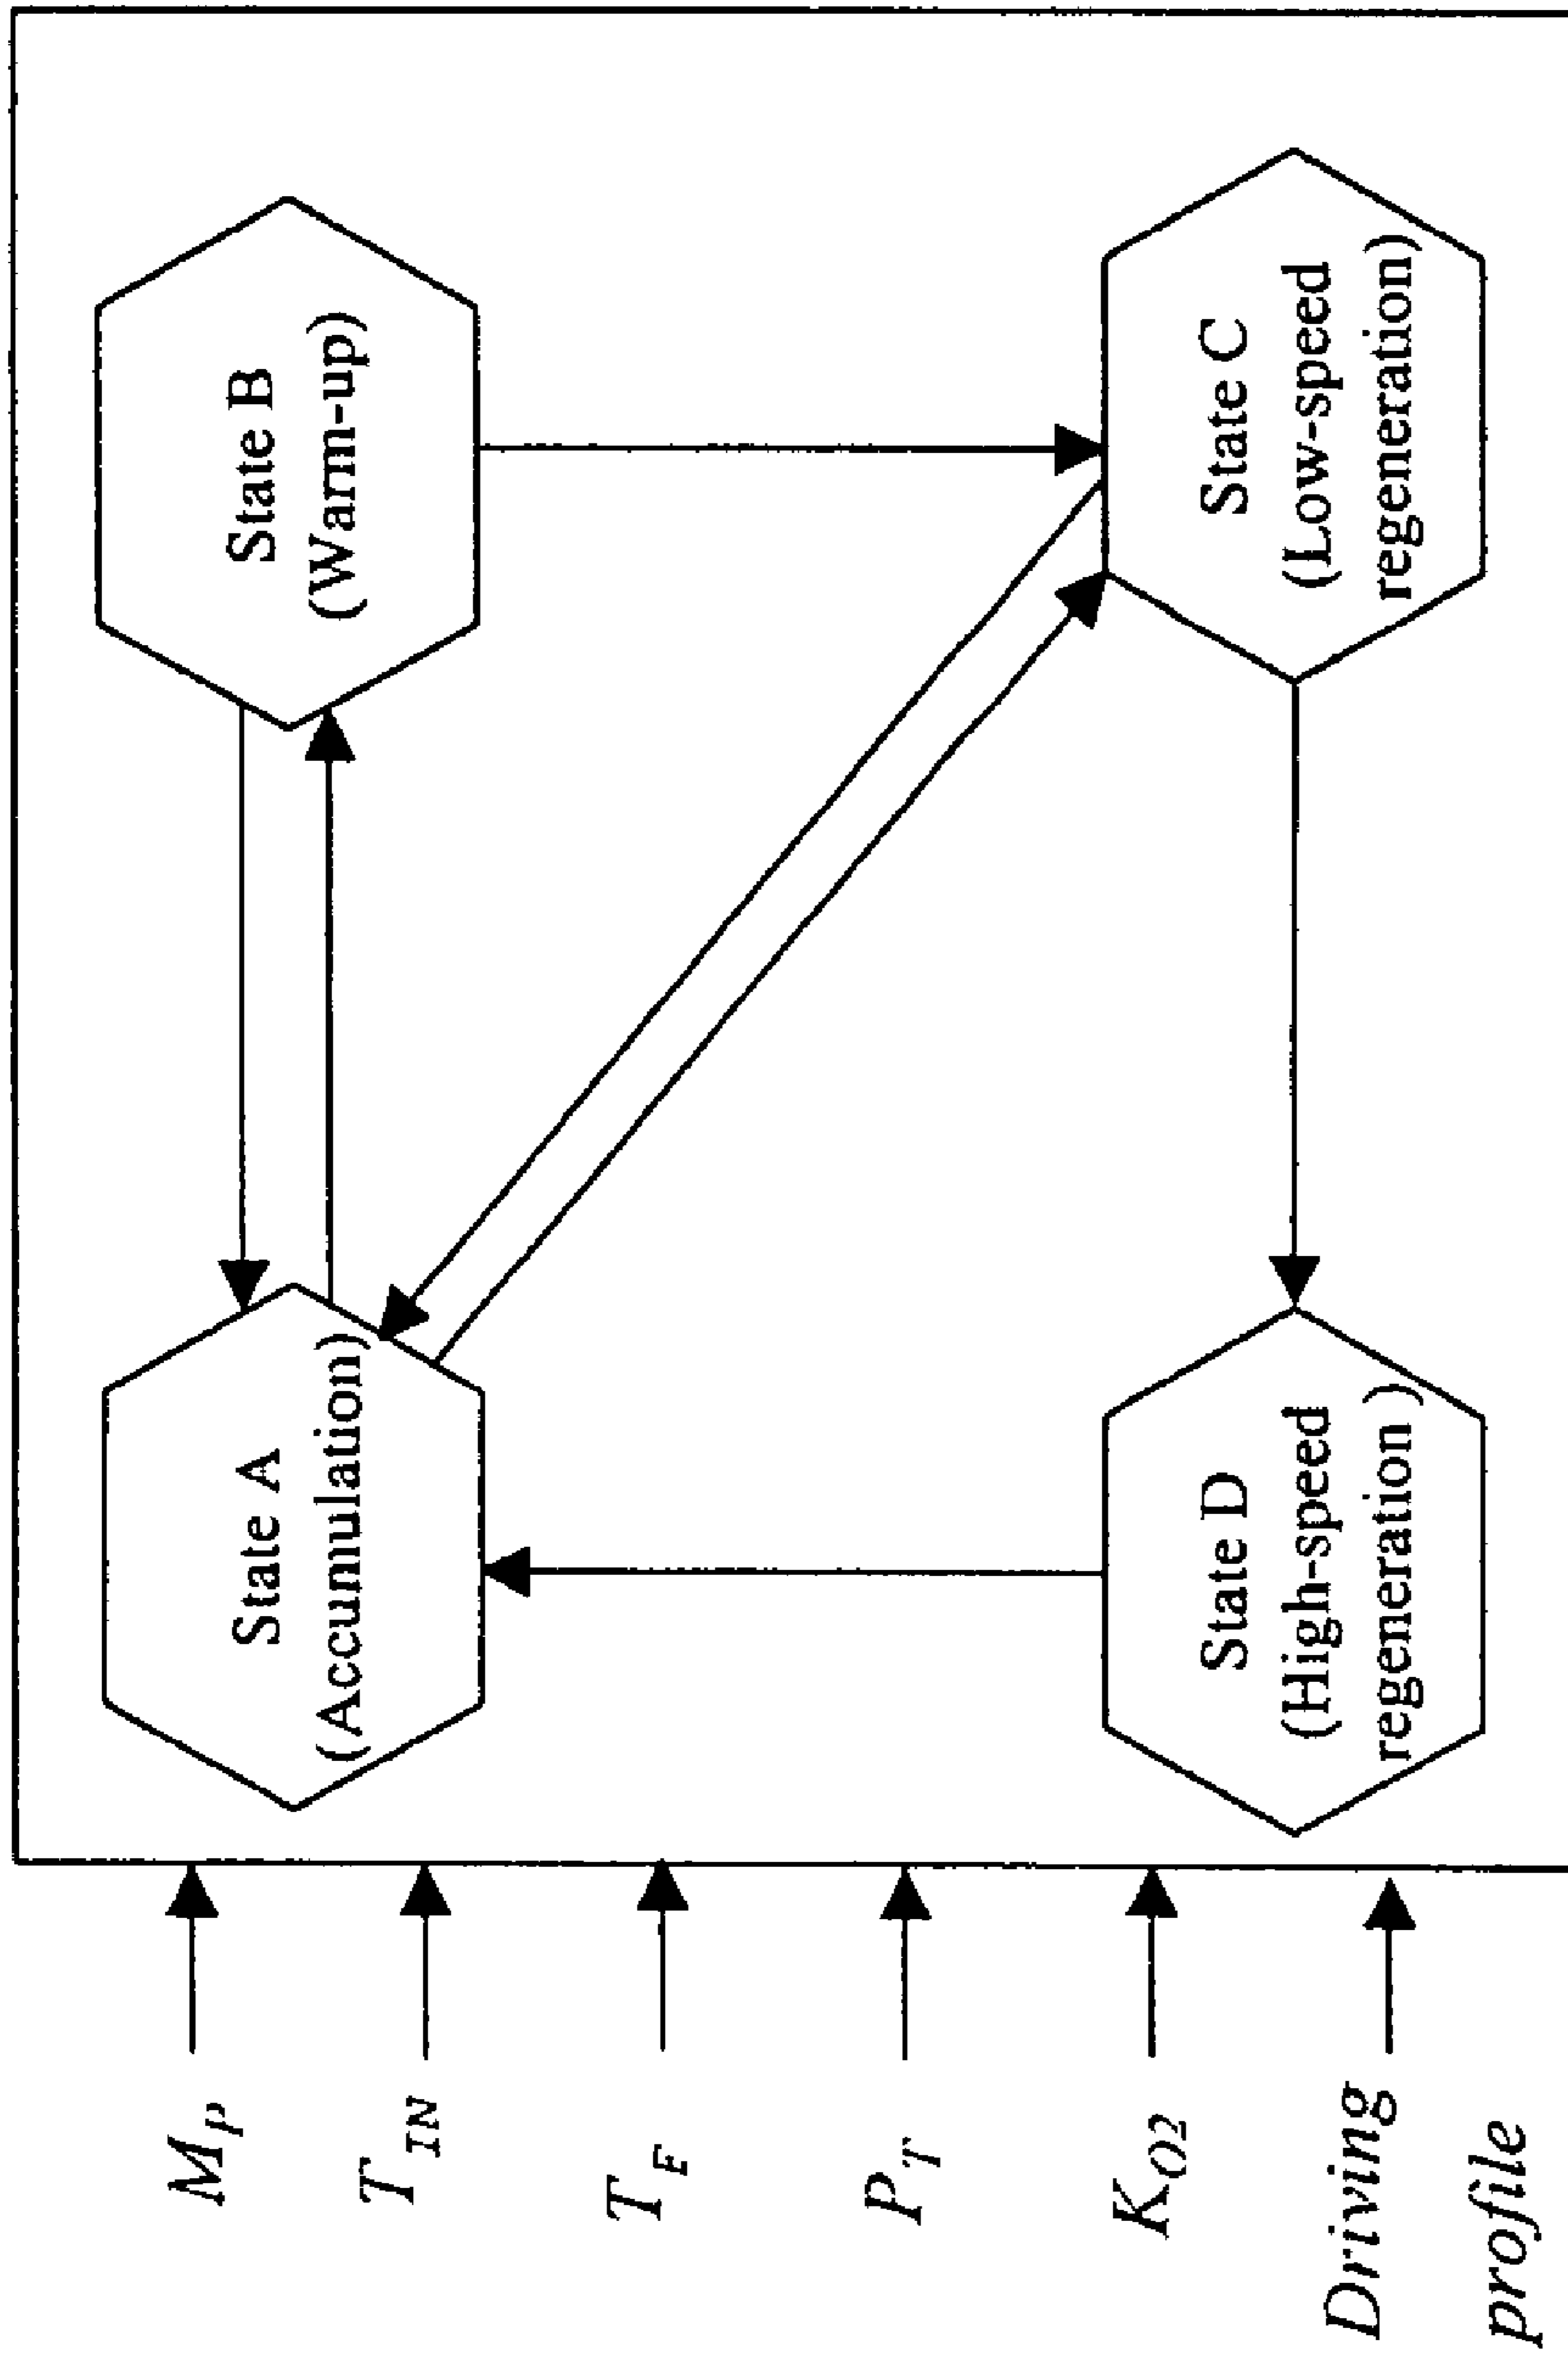 M_P
T_IN
T_E
P_T
K_O2
Driving
profile
State A
(Accumulation)
State B
(Warm-up)
State D
(High-speed
regeneration )
State C
(Low-speed
regeneration)